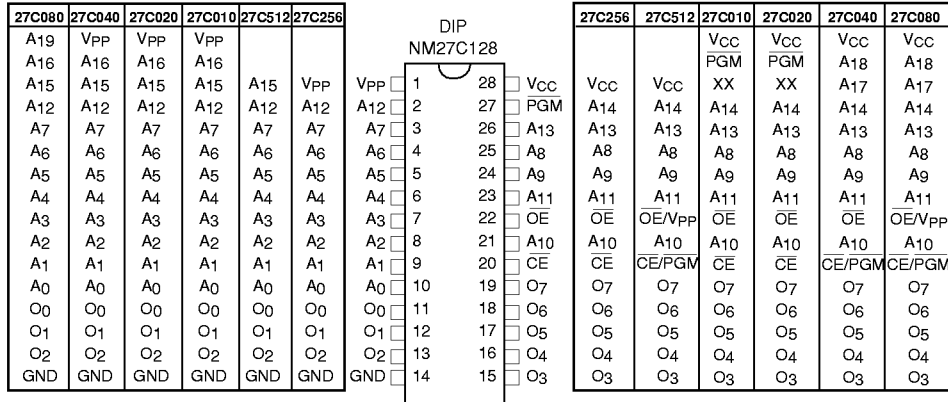 27C080 27C040 27C020 27C010 27C512 27C256 DIP NM27C128 27C256 27C512 27C010 27C020 27C040 27C080
A19 VPP VPP VPP VCC VCC VCC VCC
A16 A16 A16 A16 PGM PGM A18 A18
A15 A15 A15 A15 A15 VPP VPP 1 28 VCC VCC VCC XX XX A17 A17
A12 A12 A12 A12 A12 A12 A12 2 27 PGM A14 A14 A14 A14 A14 A14
A7 A7 A7 A7 A7 A7 A7 3 26 A13 A13 A13 A13 A13 A13 A13
A6 A6 A6 A6 A6 A6 A6 4 25 A8 A8 A8 A8 A8 A8 A8
A5 A5 A5 A5 A5 A5 A5 5 24 A9 A9 A9 A9 A9 A9 A9
A4 A4 A4 A4 A4 A4 A4 6 23 A11 A11 A11 A11 A11 A11 A11
A3 A3 A3 A3 A3 A3 A3 7 22 OE OE OE/VPP OE OE OE OE/VPP
A2 A2 A2 A2 A2 A2 A2 8 21 A10 A10 A10 A10 A10 A10 A10
A1 A1 A1 A1 A1 A1 A1 9 20 CE CE CE/PGM CE CE CE/PGM CE/PGM
A0 A0 A0 A0 A0 A0 A0 10 19 O7 O7 O7 O7 O7 O7 O7
O0 O0 O0 O0 O0 O0 O0 11 18 O6 O6 O6 O6 O6 O6 O6
O1 O1 O1 O1 O1 O1 O1 12 17 O5 O5 O5 O5 O5 O5 O5
O2 O2 O2 O2 O2 O2 O2 13 16 O4 O4 O4 O4 O4 O4 O4
GND GND GND GND GND GND GND 14 15 O3 O3 O3 O3 O3 O3 O3